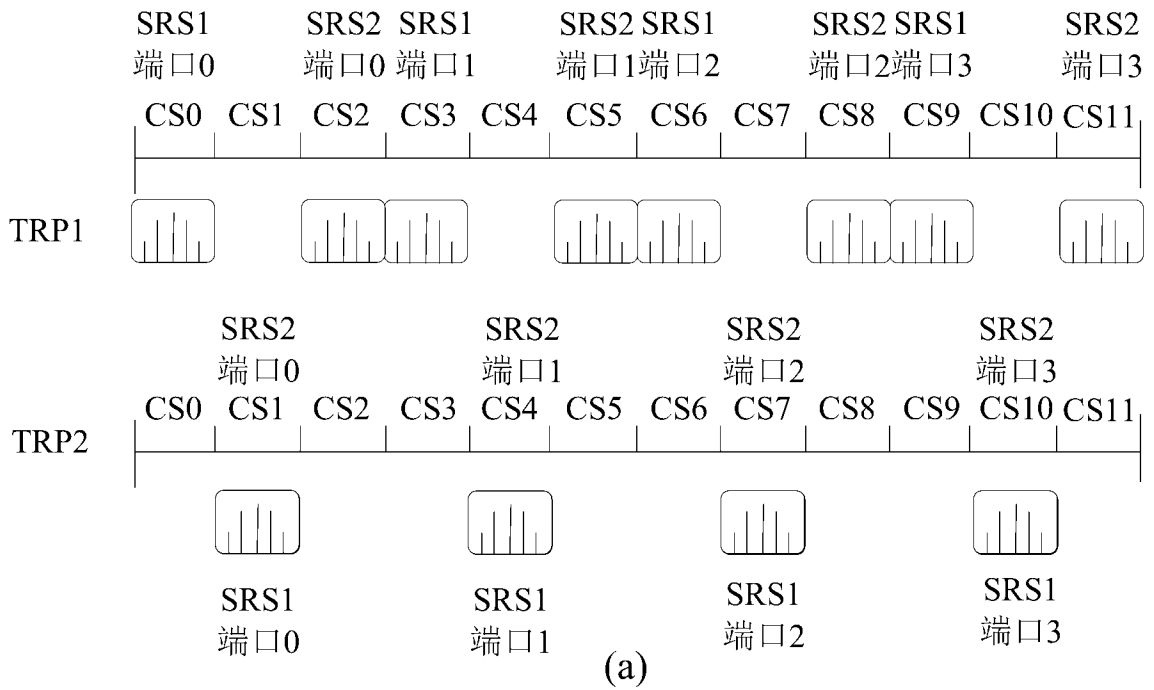 SRS1 SRS2 SRS1 SRS2 SRS1 SRS2 SRS1 SRS2
端口0 端口0 端口1 端口1 端口2 端口2 端口3 端口3
CS0 CS1 CS2 CS3 CS4 CS5 CS6 CS7 CS8 CS9 CS10 CS11
TRP1
SRS2 SRS2 SRS2 SRS2
端口0 端口1 端口2 端口3
CS0 CS1 CS2 CS3 CS4 CS5 CS6 CS7 CS8 CS9 CS10 CS11
TRP2
SRS1 SRS1 SRS1 SRS1
端口0 端口1 端口2 端口3
(a)